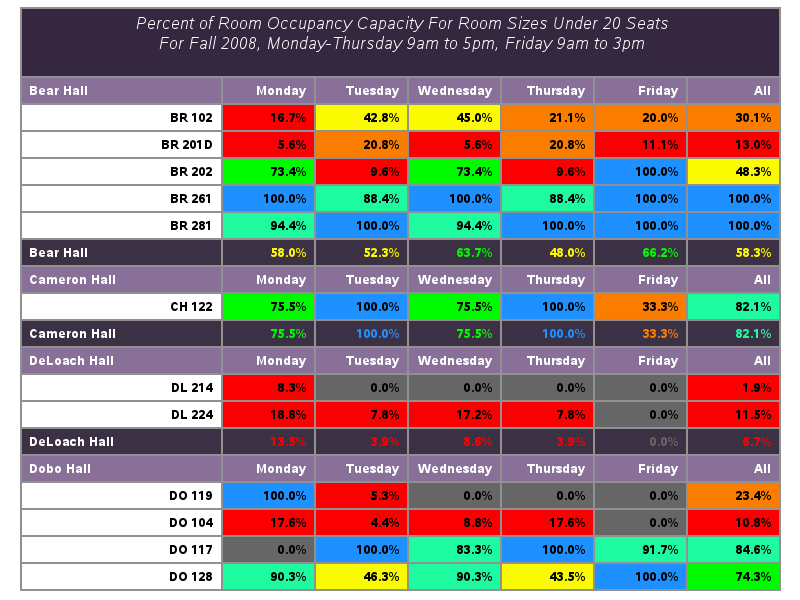 Percent of Room Occupancy Capacity For Room Sizes Under 20 Seats
For Fall 2008, Monday-Thursday 9am to 5pm, Friday 9am to 3pm
Bear Hall Monday Tuesday Wednesday Thursday Friday All
BR 102 16.7% 42.8% 45.0% 21.1% 20.0% 30.1%
BR 201D 5.6% 20.8% 5.6% 20.8% 11.1% 13.0%
BR 202 73.4% 9.6% 73.4% 9.6% 100.0% 48.3%
BR 261 100.0% 88.4% 100.0% 88.4% 100.0% 100.0%
BR 281 94.4% 100.0% 94.4% 100.0% 100.0% 100.0%
Bear Hall 58.0% 52.3% 63.7% 48.0% 66.2% 58.3%
Cameron Hall Monday Tuesday Wednesday Thursday Friday All
CH 122 75.5% 100.0% 75.5% 100.0% 33.3% 82.1%
Cameron Hall 75.5% 100.0% 75.5% 100.0% 33.3% 82.1%
DeLoach Hall Monday Tuesday Wednesday Thursday Friday All
DL 214 8.3% 0.0% 0.0% 0.0% 0.0% 1.9%
DL 224 18.8% 7.8% 17.2% 7.8% 0.0% 11.5%
DeLoach Hall 13.5% 3.9% 8.6% 3.9% 0.0% 6.7%
Dobo Hall Monday Tuesday Wednesday Thursday Friday All
DO 119 100.0% 5.3% 0.0% 0.0% 0.0% 23.4%
DO 104 17.6% 4.4% 8.8% 17.6% 0.0% 10.8%
DO 117 0.0% 100.0% 83.3% 100.0% 91.7% 84.6%
DO 128 90.3% 46.3% 90.3% 43.5% 100.0% 74.3%